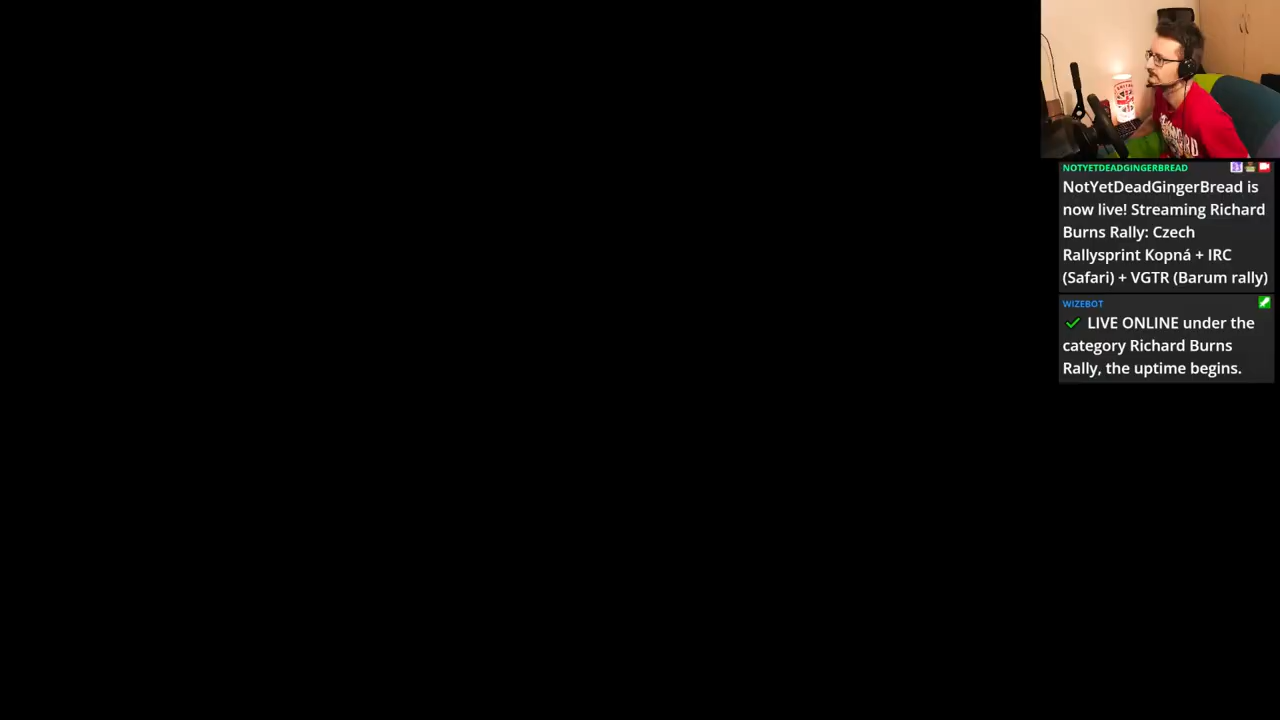 NOTYETDEADGINGERBREAD
NotYetDeadGingerBread is
now live! Streaming Richard
Burns Rally: Czech
Rallysprint Kopná + IRC
(Safari) + VGTR (Barum rally)
WIZEBOT
LIVE ONLINE under the
category Richard Burns
Rally, the uptime begins.